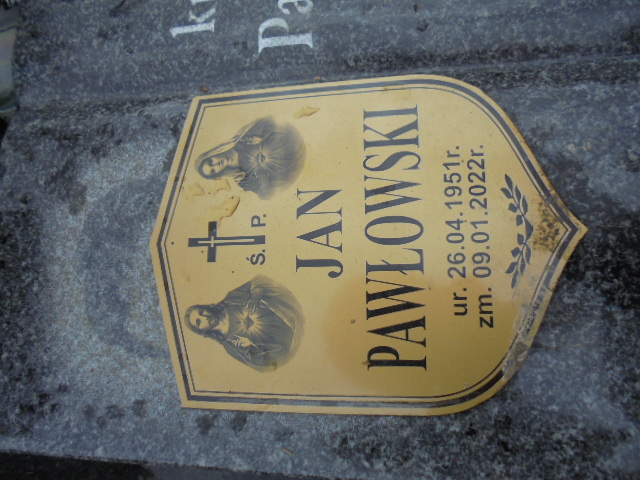 Ś. P.
JAN
PAWŁOWSKI
ur. 26.04.1951r.
zm. 09.01.2022r.